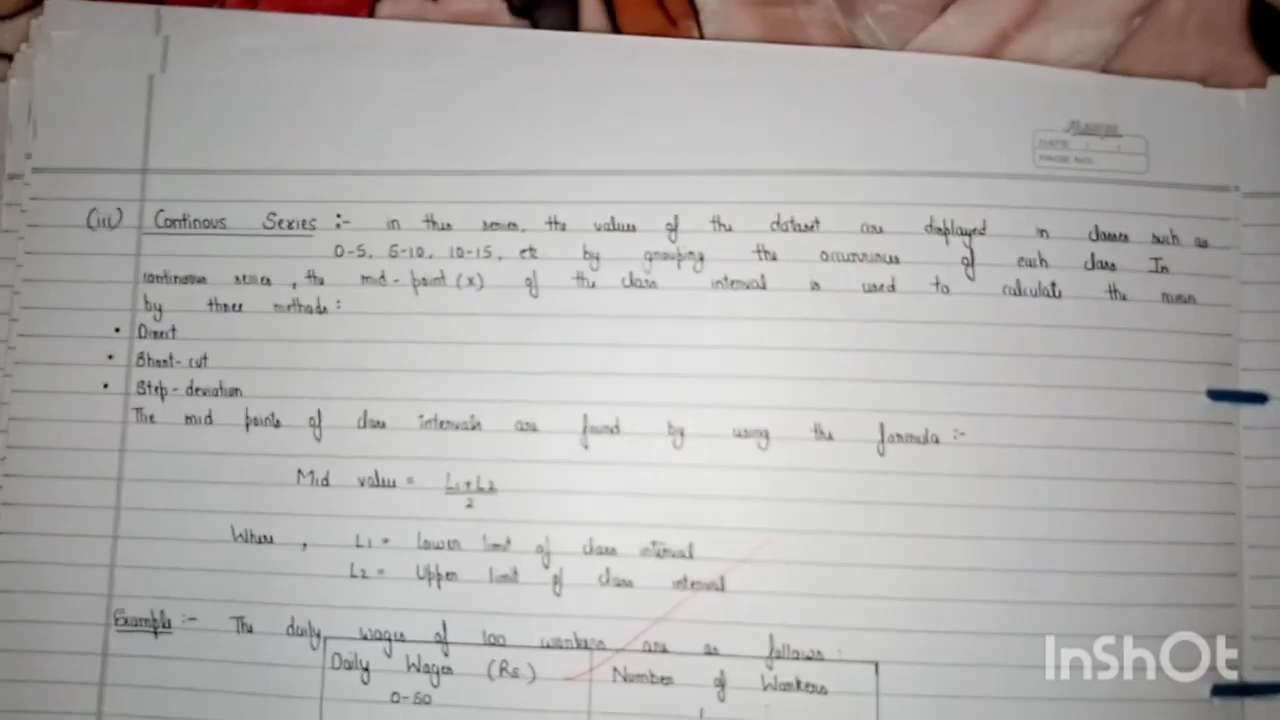 DATE
PAGE NO.
(iii) Continous Series :- in this series, the values of the dataset are displayed in classes such as
0-5, 5-10, 10-15, etc by grouping the occurrences of each class In
continuous series, the mid-point (x) of the class interval is used to calculate the mean
by three methods :
• Direct
• Short-cut
• Step-deviation
The mid points of class intervals are found by using the formula :-
Mid value = L1+L2
2
Where , L1 = Lower limit of class interval
L2 = Upper limit of class interval
Example :- The daily wages of 100 workers are as follows :
Daily Wages (Rs.) Number of Workers
0-50
InShOt